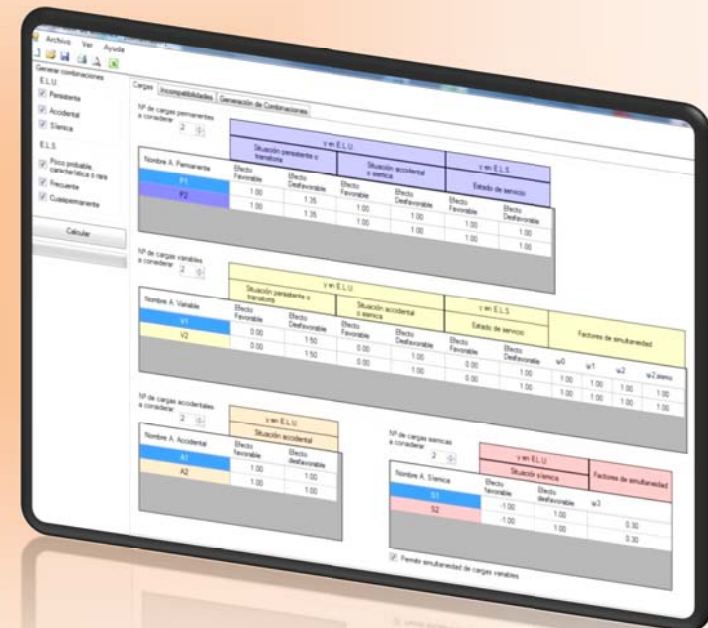 Archivo Ver Ayuda
Generar combinaciones
E.L.U.
Persistente
Accidental
Sísmica
E.L.S.
Poco probable, característica o rara
Frecuente
Cuasipermanente
Calcular
Cargas Incompatibilidades Generación de Combinaciones
Nº de cargas permanentes
a considerar 2
γ en E.L.U. γ en E.L.S.
Situación persistente o transitoria Situación accidental o sísmica Estado de servicio
Nombre A. Permanente Efecto Favorable Efecto Desfavorable Efecto Favorable Efecto Desfavorable Efecto Favorable Efecto Desfavorable
P1 1.00 1.35 1.00 1.00 1.00 1.00
P2 1.00 1.35 1.00 1.00 1.00 1.00
Nº de cargas variables
a considerar 2
γ en E.L.U. γ en E.L.S. Factores de simultaneidad
Situación persistente o transitoria Situación accidental o sísmica Estado de servicio
Nombre A. Variable Efecto Favorable Efecto Desfavorable Efecto Favorable Efecto Desfavorable Efecto Favorable Efecto Desfavorable ψ0 ψ1 ψ2 ψ2,sismo
V1 0.00 1.50 0.00 1.00 0.00 1.00 1.00 1.00 1.00 1.00
V2 0.00 1.50 0.00 1.00 0.00 1.00 1.00 1.00 1.00 1.00
Nº de cargas accidentales
a considerar 2
γ en E.L.U.
Situación accidental
Nombre A. Accidental Efecto favorable Efecto desfavorable
A1 1.00 1.00
A2 1.00 1.00
Nº de cargas sísmicas
a considerar 2
γ en E.L.U. Factores de simultaneidad
Situación sísmica
Nombre A. Sísmica Efecto favorable Efecto desfavorable ψ3
S1 -1.00 1.00 0.30
S2 -1.00 1.00 0.30
Permitir simultaneidad de cargas variables